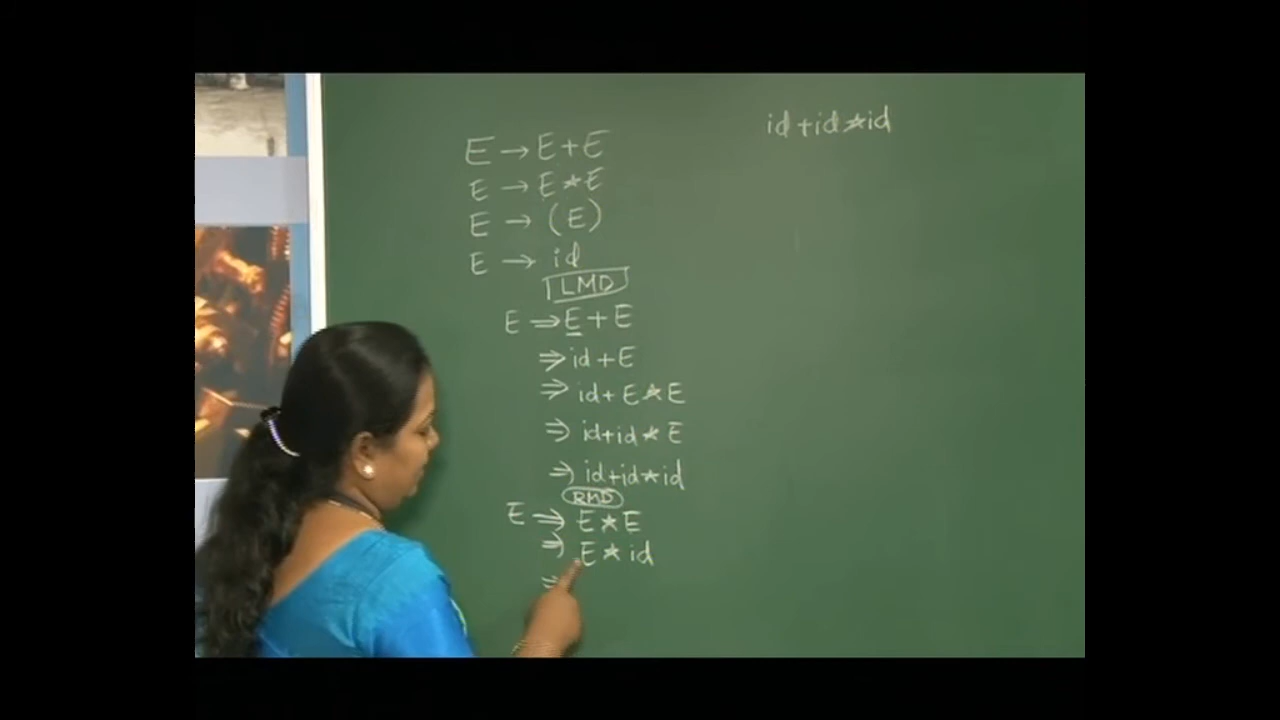 id+id*id
E → E+E
E → E*E
E → (E)
E → id
LMD
E ⇒ E+E
⇒ id+E
⇒ id+E*E
⇒ id+id*E
⇒ id+id*id
RMD
E ⇒ E*E
⇒ E*id
⇒